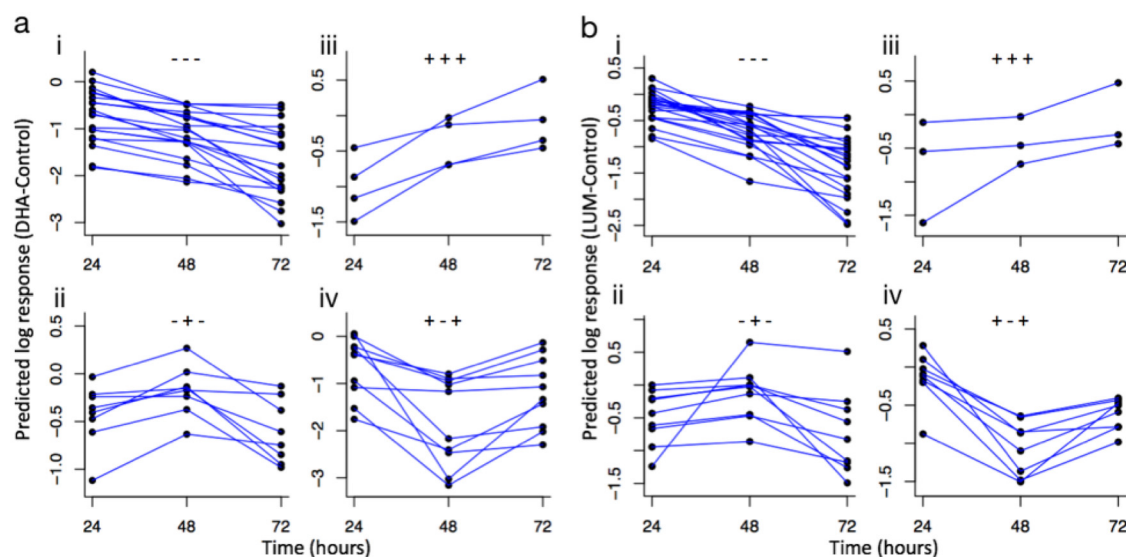 a
Predicted log response (DHA-Control)
i
- - -
0
−1
−2
−3
24 48 72
iii
+ + +
0.5
−0.5
−1.5
24 48 72
ii
- + -
0.5
0.0
−0.5
−1.0
24 48 72
iv
+ - +
0
−1
−2
−3
24 48 72
Time (hours)
b
Predicted log response (LUM-Control)
i
- - -
0.5
−0.5
−1.5
−2.5
24 48 72
iii
+ + +
0.5
−0.5
−1.5
24 48 72
ii
- + -
0.5
−0.5
−1.5
24 48 72
iv
+ - +
0.5
−0.5
−1.5
24 48 72
Time (hours)